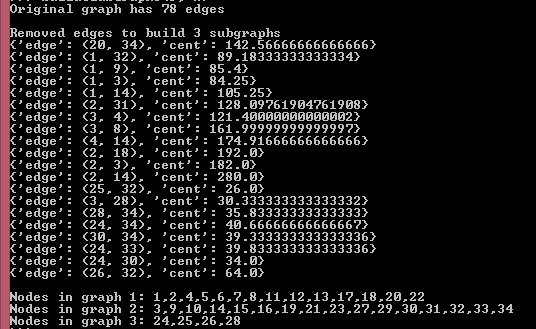 Original graph has 78 edges
Removed edges to build 3 subgraphs
{'edge': (20, 34), 'cent': 142.56666666666666}
{'edge': (1, 32), 'cent': 89.18333333333334}
{'edge': (1, 9), 'cent': 85.4}
{'edge': (1, 3), 'cent': 84.25}
{'edge': (1, 14), 'cent': 105.25}
{'edge': (2, 31), 'cent': 128.09761904761908}
{'edge': (3, 4), 'cent': 121.40000000000002}
{'edge': (3, 8), 'cent': 161.99999999999997}
{'edge': (4, 14), 'cent': 174.91666666666666}
{'edge': (2, 18), 'cent': 192.0}
{'edge': (2, 3), 'cent': 182.0}
{'edge': (2, 14), 'cent': 280.0}
{'edge': (25, 32), 'cent': 26.0}
{'edge': (3, 28), 'cent': 30.333333333333332}
{'edge': (28, 34), 'cent': 35.83333333333333}
{'edge': (24, 34), 'cent': 40.66666666666667}
{'edge': (30, 34), 'cent': 39.333333333333336}
{'edge': (24, 33), 'cent': 39.833333333333336}
{'edge': (24, 30), 'cent': 34.0}
{'edge': (26, 32), 'cent': 64.0}
Nodes in graph 1: 1,2,4,5,6,7,8,11,12,13,17,18,20,22
Nodes in graph 2: 3,9,10,14,15,16,19,21,23,27,29,30,31,32,33,34
Nodes in graph 3: 24,25,26,28